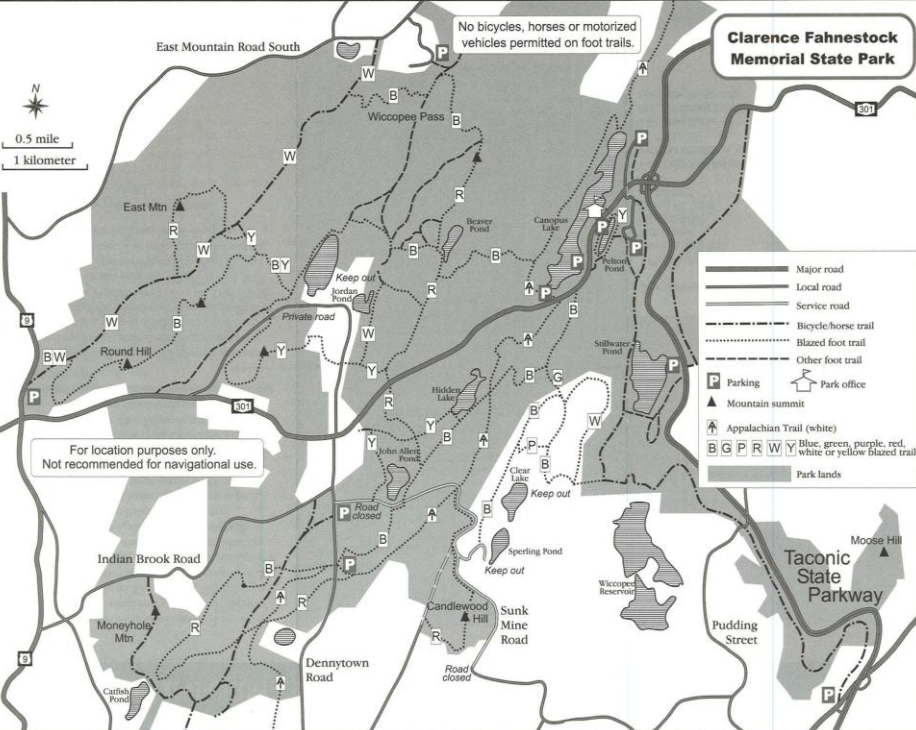 No bicycles, horses or motorized
vehicles permitted on foot trails.
Clarence Fahnestock
Memorial State Park
East Mountain Road South
P
N
0.5 mile
1 kilometer
W
B
Wiccopee Pass
B
301
W
P
East Mtn
R
W
Y
BY
R
Beaver
Pond
B
B
Canopus
Lake
Y
P
P
Pelton
Pond
P
Keep out
Jordan
Pond
Private road
R
P
B
9
W
B
W
BW
Round Hill
Y
Y
P
301
Hidden
Lake
B
G
Stillwater
Pond
P
R
Y
B
B
W
P
B
Y
John Allen
Pond
Clear
Lake
Keep out
For location purposes only.
Not recommended for navigational use.
Major road
Local road
Service road
Bicycle/horse trail
Blazed foot trail
Other foot trail
P Parking
Park office
Mountain summit
Appalachian Trail (white)
B G P R W Y Blue, green, purple, red,
white or yellow blazed trail
Park lands
P
Road
closed
B
B
Sperling Pond
Keep out
Indian Brook Road
B
P
R
R
Moneyhole
Mtn
Candlewood
Hill
R
Sunk
Mine
Road
Road
closed
Wiccopee
Reservoir
Pudding
Street
Taconic
State
Parkway
Moose Hill
9
Dennytown
Road
Catfish
Pond
P